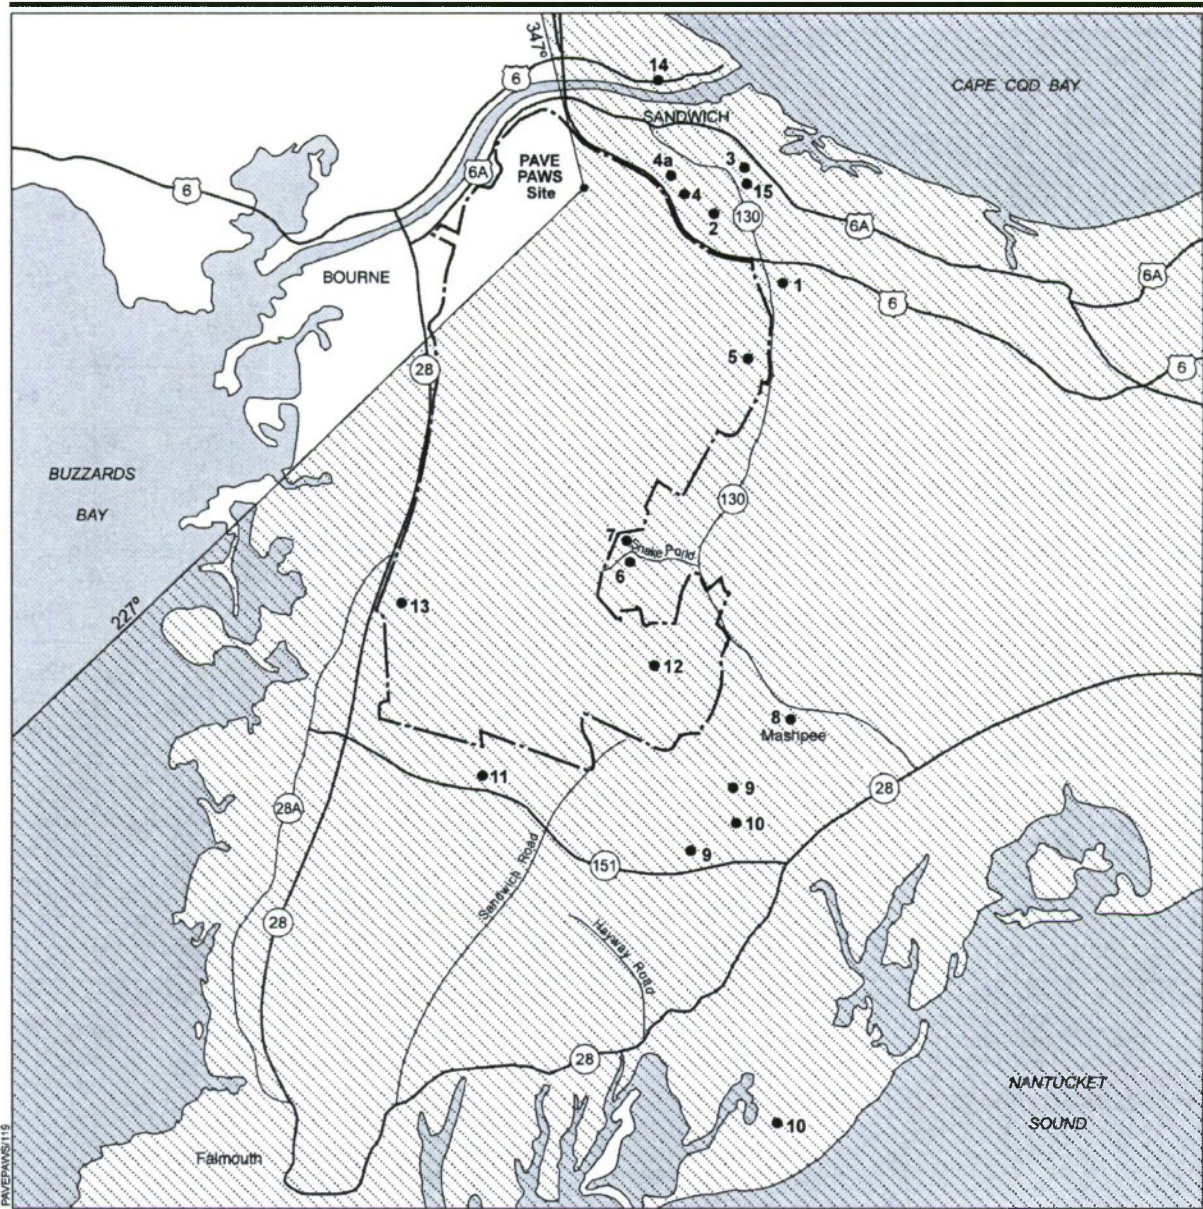 347°
14
6
CAPE COD BAY
SANDWICH
6A
PAVE
PAWS
Site
4a
3
15
4
2
130
6
6A
6A
BOURNE
1
6
5
6
28
BUZZARDS
BAY
130
7
Snake Pond
6
227°
13
12
8
Mashpee
11
9
28
28A
10
9
151
Sandwich Road
28
Hayway Road
28
NANTUCKET
SOUND
10
Falmouth
PAVEPAWS/119